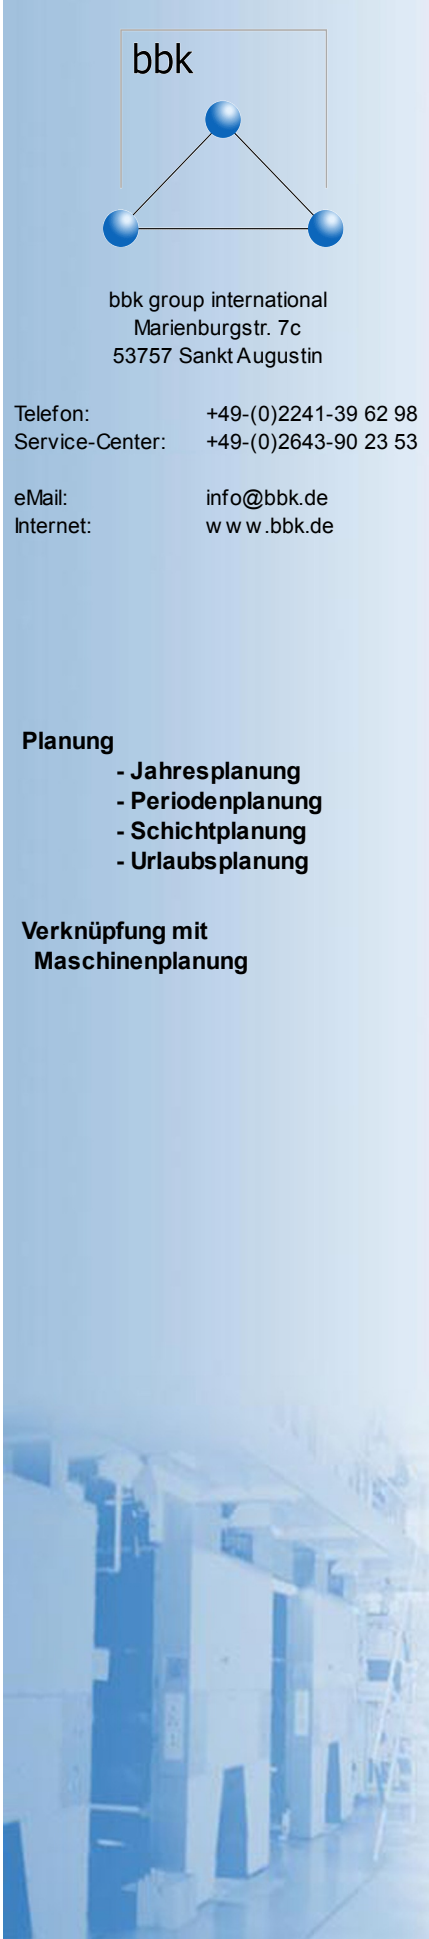 bbk
bbk group international
Marienburgstr. 7c
53757 Sankt Augustin
Telefon: +49-(0)2241-39 62 98
Service-Center: +49-(0)2643-90 23 53
eMail: info@bbk.de
Internet: www.bbk.de
Planung
- Jahresplanung
- Periodenplanung
- Schichtplanung
- Urlaubsplanung
Verknüpfung mit
Maschinenplanung